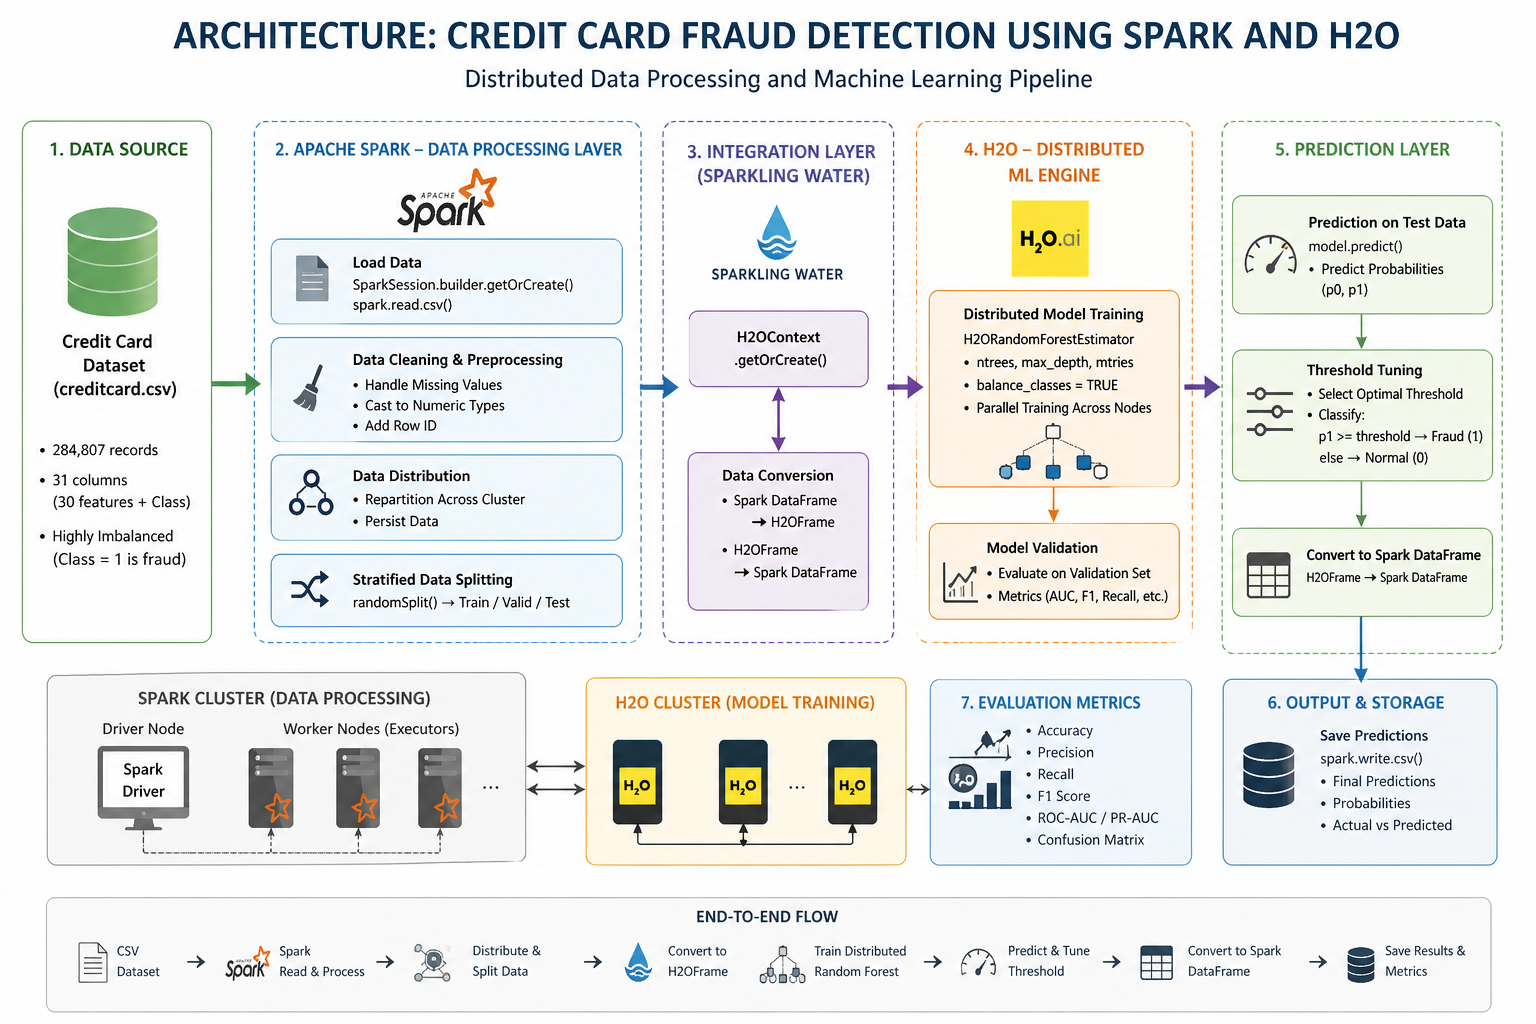 ARCHITECTURE: CREDIT CARD FRAUD DETECTION USING SPARK AND H2O
Distributed Data Processing and Machine Learning Pipeline
1. DATA SOURCE
Credit Card
Dataset
(creditcard.csv)
• 284,807 records
• 31 columns
(30 features + Class)
• Highly Imbalanced
(Class = 1 is fraud)
2. APACHE SPARK – DATA PROCESSING LAVER
APACHE
Spark
Load Data
SparkSession.builder.getOrCreate()
spark.read.csv()
Data Cleaning & Preprocessing
• Handle Missing Values
• Cast to Numeric Types
• Add Row ID
Data Distribution
• Repartition Across Cluster
• Persist Data
Stratified Data Splitting
randomSplit() → Train / Valid / Test
3. INTEGRATION LAYER
(SPARKLING WATER)
SPARKLING WATER
H2OContext
.getOrCreate()
Data Conversion
• Spark DataFrame
→ H2OFrame
• H2OFrame
→ Spark DataFrame
4. H2O – DISTRIBUTED
ML ENGINE
H2O.ai
Distributed Model Training
H2ORandomForestEstimator
• ntrees, max_depth, mtries
• balance_classes = TRUE
• Parallel Training Across Nodes
Model Validation
• Evaluate on Validation Set
• Metrics (AUC, F1, Recall, etc.)
5. PREDICTION LAYER
Prediction on Test Data
model.predict()
• Predict Probabilities
(p0, p1)
Threshold Tuning
• Select Optimal Threshold
• Classify:
p1 >= threshold → Fraud (1)
else → Normal (0)
Convert to Spark DataFrame
H2OFrame → Spark DataFrame
SPARK CLUSTER (DATA PROCESSING)
Driver Node
Worker Nodes (Executors)
Spark
Driver
...
H2O CLUSTER (MODEL TRAINING)
H2O
H2O
...
H2O
7. EVALUATION METRICS
• Accuracy
• Precision
• Recall
• F1 Score
• ROC-AUC / PR-AUC
• Confusion Matrix
6. OUTPUT & STORAGE
Save Predictions
spark.write.csv()
• Final Predictions
• Probabilities
• Actual vs Predicted
END-TO-END FLOW
CSV
Dataset
APACHE
Spark
Spark
Read & Process
Distribute &
Split Data
Convert to
H2OFrame
Train Distributed
Random Forest
Predict & Tune
Threshold
Convert to Spark
DataFrame
Save Results &
Metrics